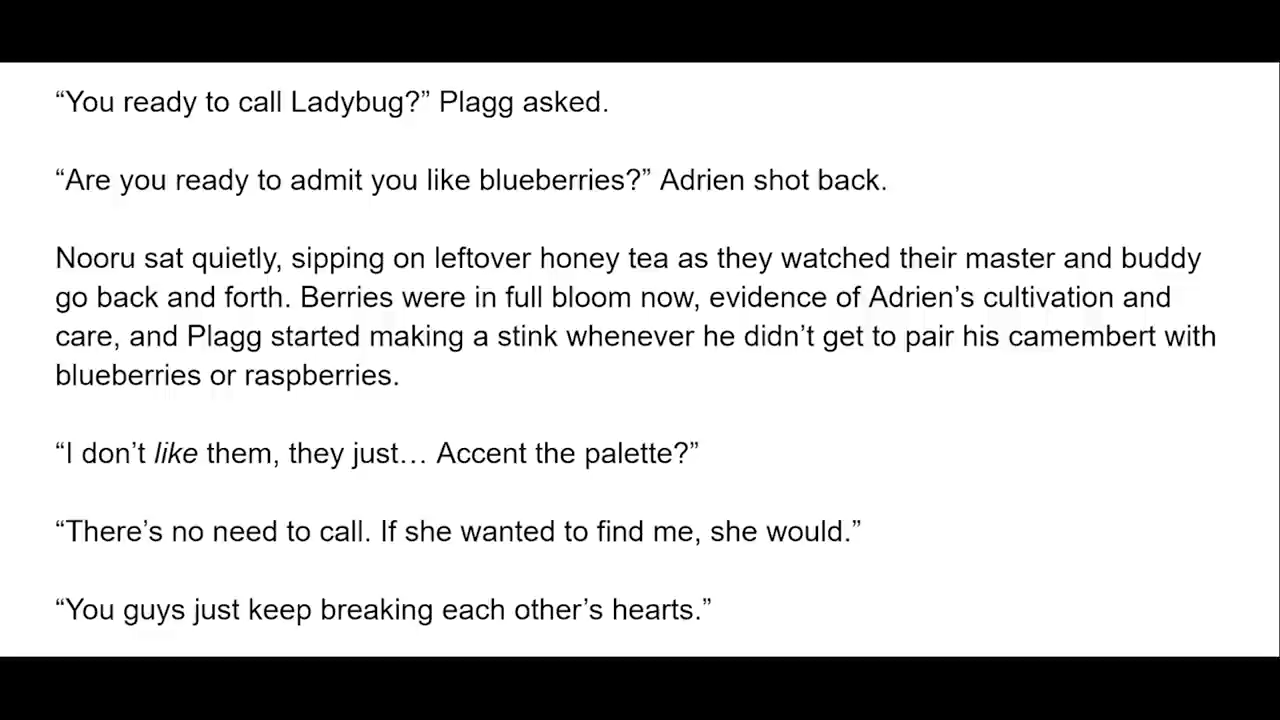 “You ready to call Ladybug?” Plagg asked.
“Are you ready to admit you like blueberries?” Adrien shot back.
Nooru sat quietly, sipping on leftover honey tea as they watched their master and buddy
go back and forth. Berries were in full bloom now, evidence of Adrien’s cultivation and
care, and Plagg started making a stink whenever he didn’t get to pair his camembert with
blueberries or raspberries.
“I don’t like them, they just… Accent the palette?”
“There’s no need to call. If she wanted to find me, she would.”
“You guys just keep breaking each other’s hearts.”